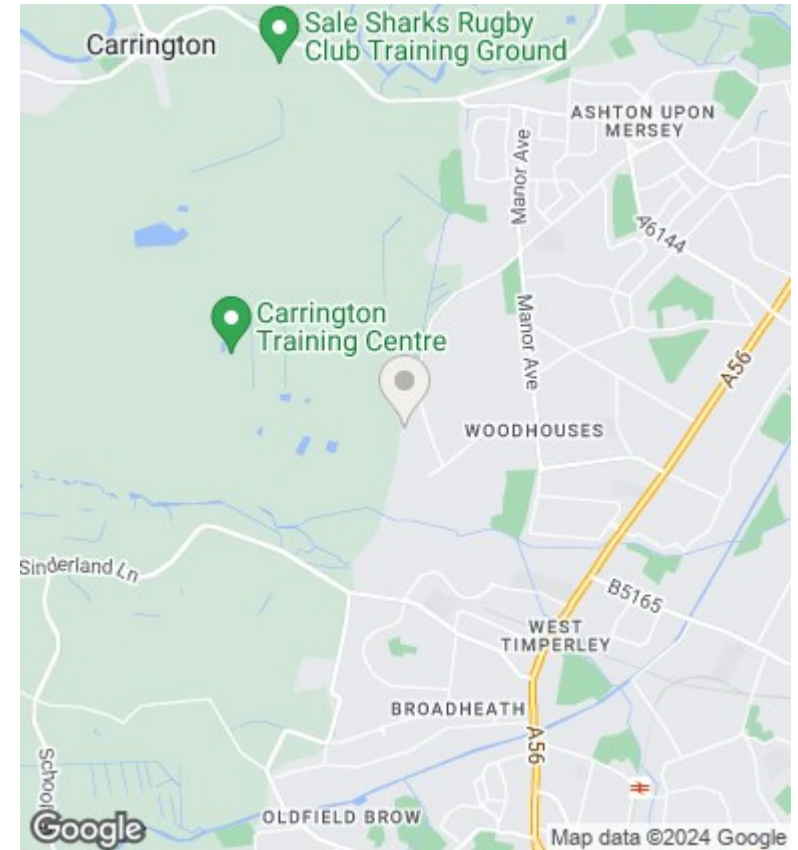 Carrington
Sale Sharks Rugby
Club Training Ground
ASHTON UPON
MERSEY
Manor Ave
A6144
Carrington
Training Centre
Manor Ave
A56
WOODHOUSES
Sinderland Ln
B5165
WEST
TIMPERLEY
BROADHEATH
A56
School
OLDFIELD BROW
Google
Map data ©2024 Google